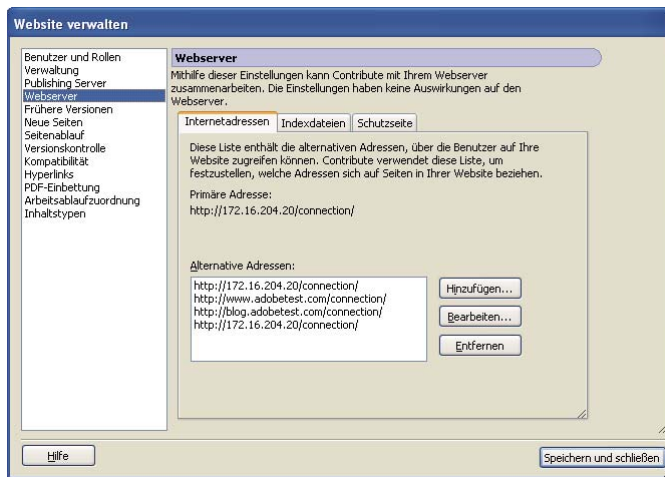 Website verwalten
Benutzer und Rollen
Verwaltung
Publishing Server
Webserver
Frühere Versionen
Neue Seiten
Seitenablauf
Versionskontrolle
Kompatibilität
Hyperlinks
PDF-Einbettung
Arbeitsablaufzuordnung
Inhaltstypen
Webserver
Mithilfe dieser Einstellungen kann Contribute mit Ihrem Webserver
zusammenarbeiten. Die Einstellungen haben keine Auswirkungen auf den
Webserver.
Internetadressen Indexdateien Schutzseite
Diese Liste enthält die alternativen Adressen, über die Benutzer auf Ihre
Website zugreifen können. Contribute verwendet diese Liste, um
festzustellen, welche Adressen sich auf Seiten in Ihrer Website beziehen.
Primäre Adresse:
http://172.16.204.20/connection/
Alternative Adressen:
http://172.16.204.20/connection/
http://www.adobetest.com/connection/
http://blog.adobetest.com/connection/
http://172.16.204.20/connection/
Hinzufügen...
Bearbeiten...
Entfernen
Hilfe
Speichern und schließen